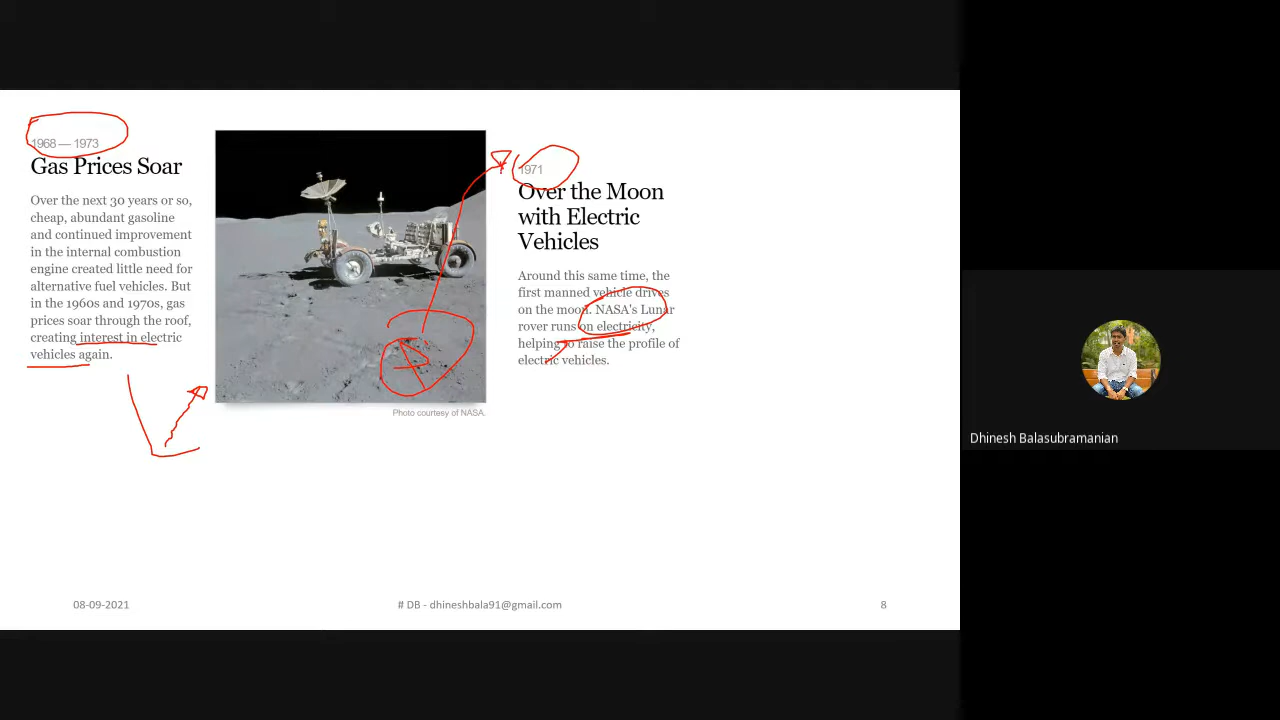 1968 — 1973
Gas Prices Soar
Over the next 30 years or so,
cheap, abundant gasoline
and continued improvement
in the internal combustion
engine created little need for
alternative fuel vehicles. But
in the 1960s and 1970s, gas
prices soar through the roof,
creating interest in electric
vehicles again.
Photo courtesy of NASA.
1971
Over the Moon
with Electric
Vehicles
Around this same time, the
first manned vehicle drives
on the moon. NASA's Lunar
rover runs on electricity,
helping to raise the profile of
electric vehicles.
08-09-2021
# DB - dhineshbala91@gmail.com
8
Dhinesh Balasubramanian